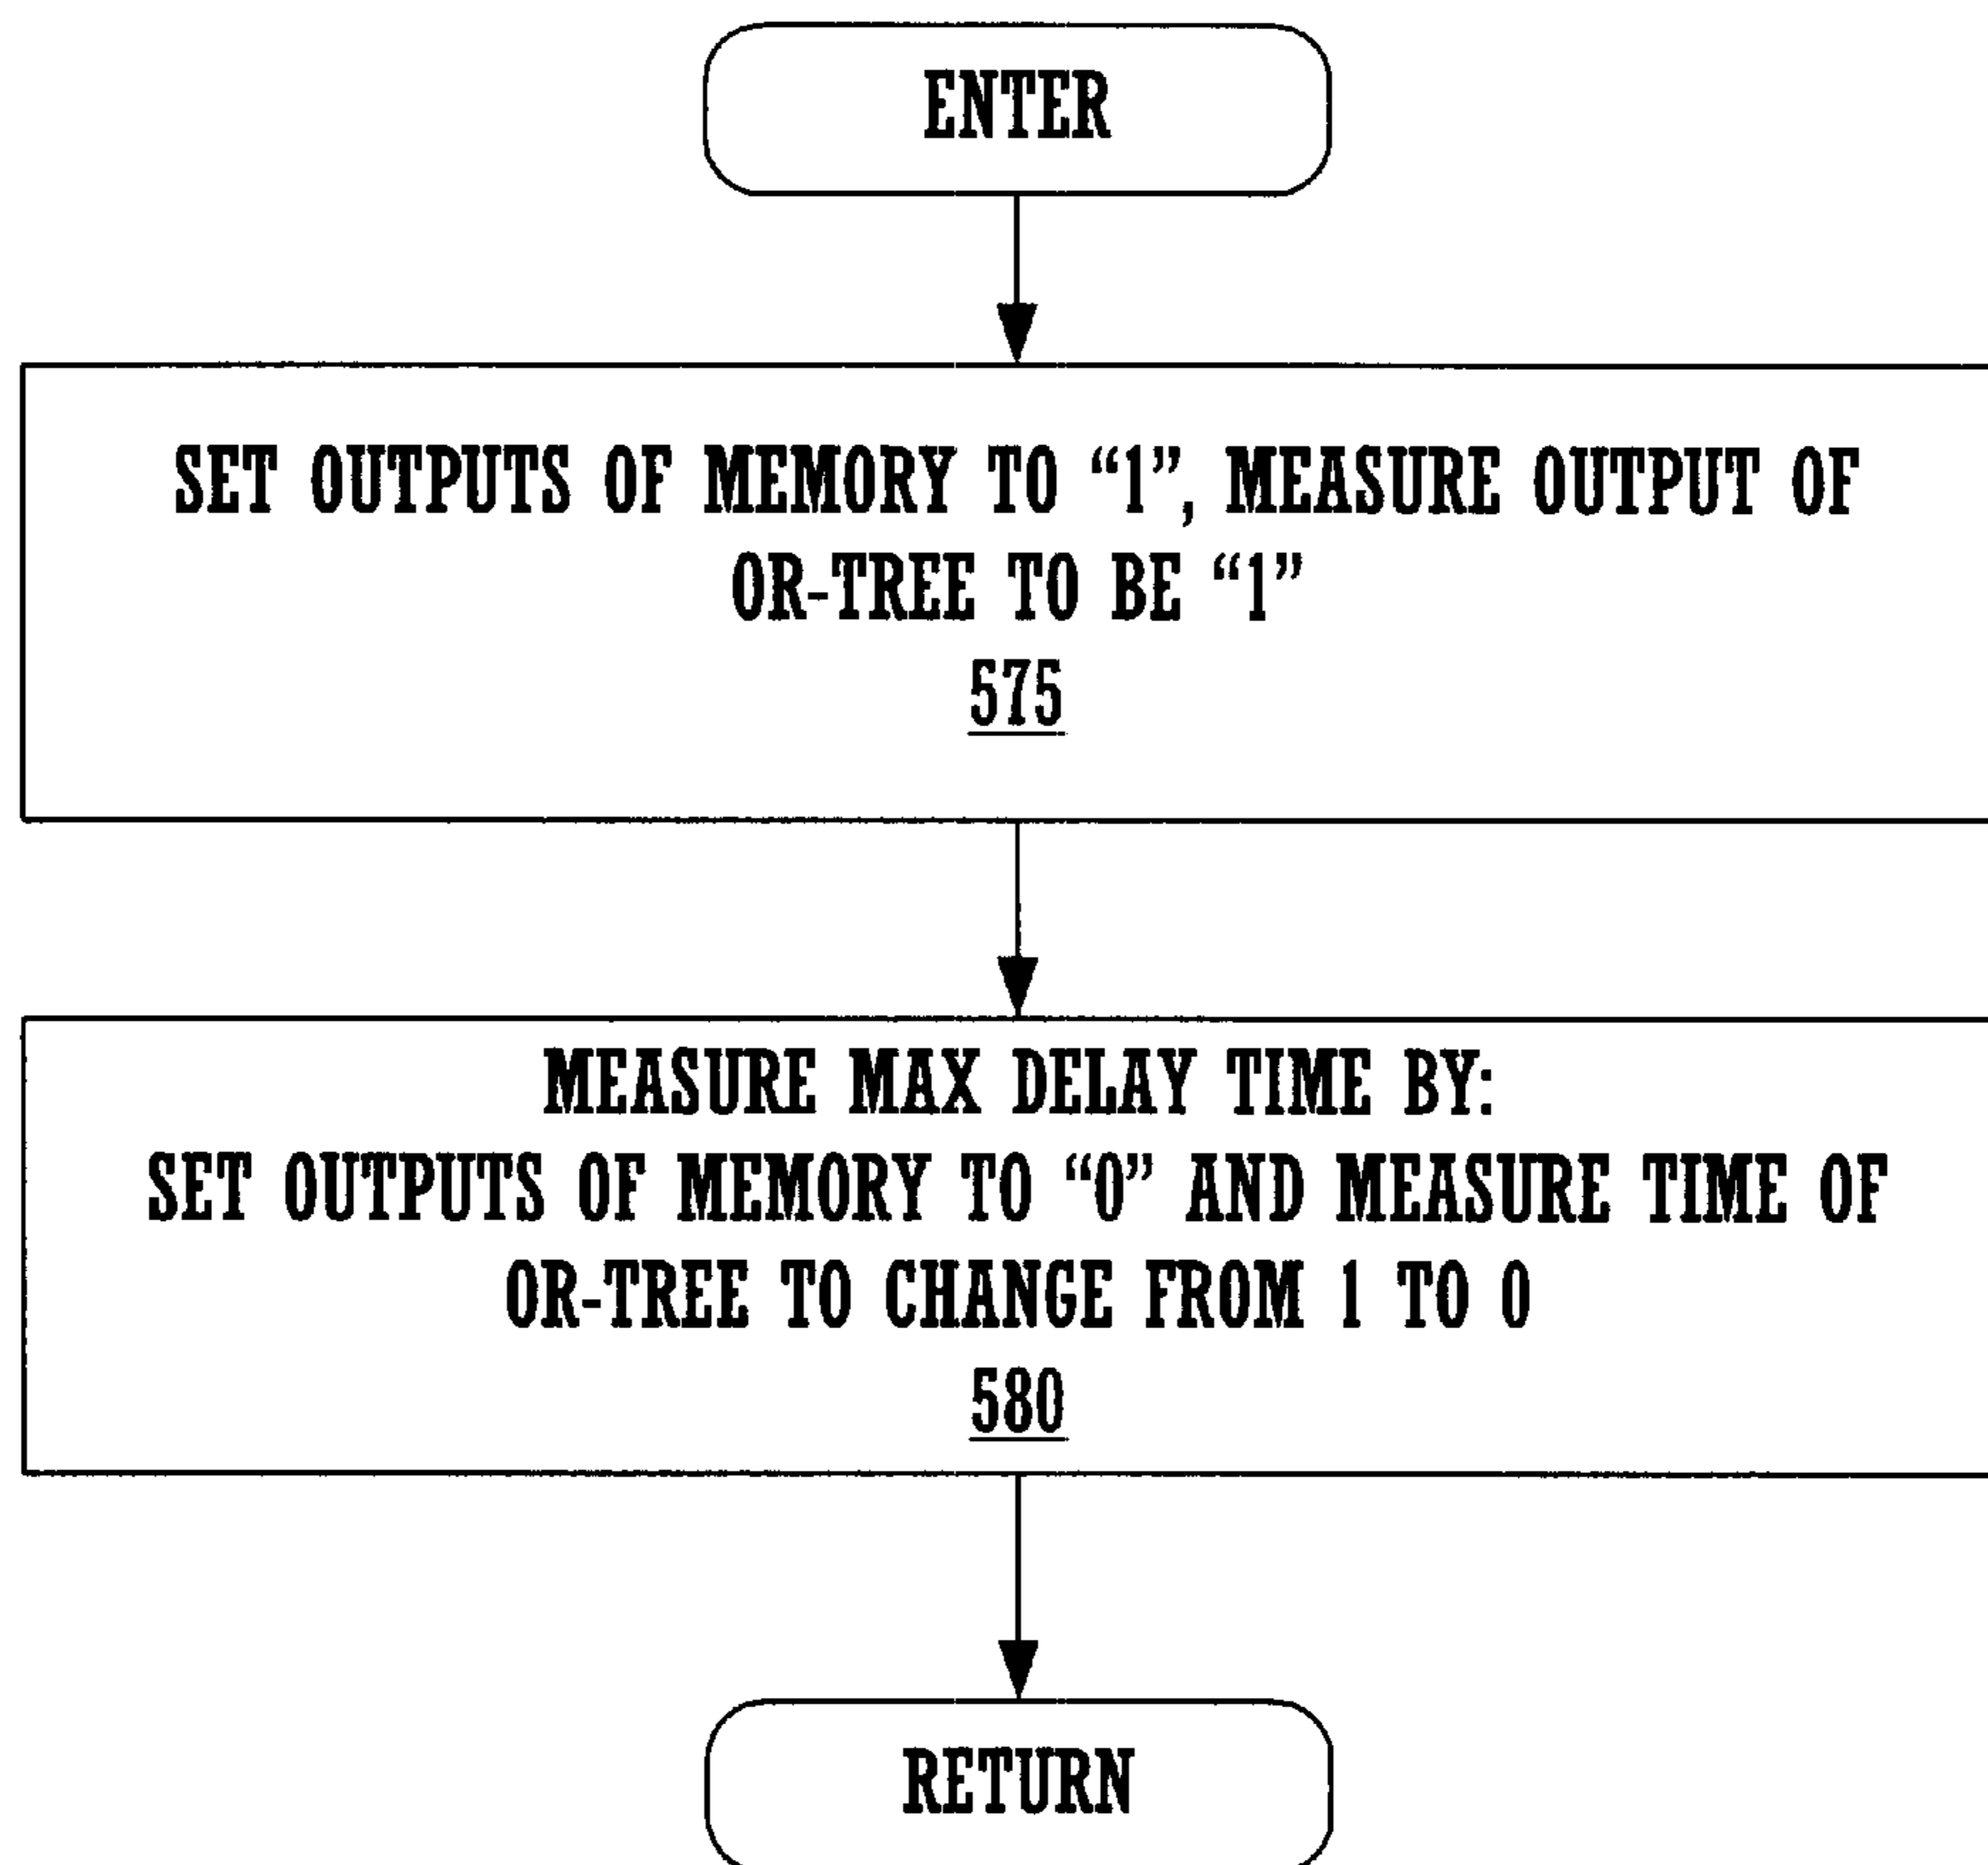 ENTER
SET OUTPUTS OF MEMORY TO “1”, MEASURE OUTPUT OF
OR-TREE TO BE “1”
575
MEASURE MAX DELAY TIME BY:
SET OUTPUTS OF MEMORY TO “0” AND MEASURE TIME OF
OR-TREE TO CHANGE FROM 1 TO 0
580
RETURN